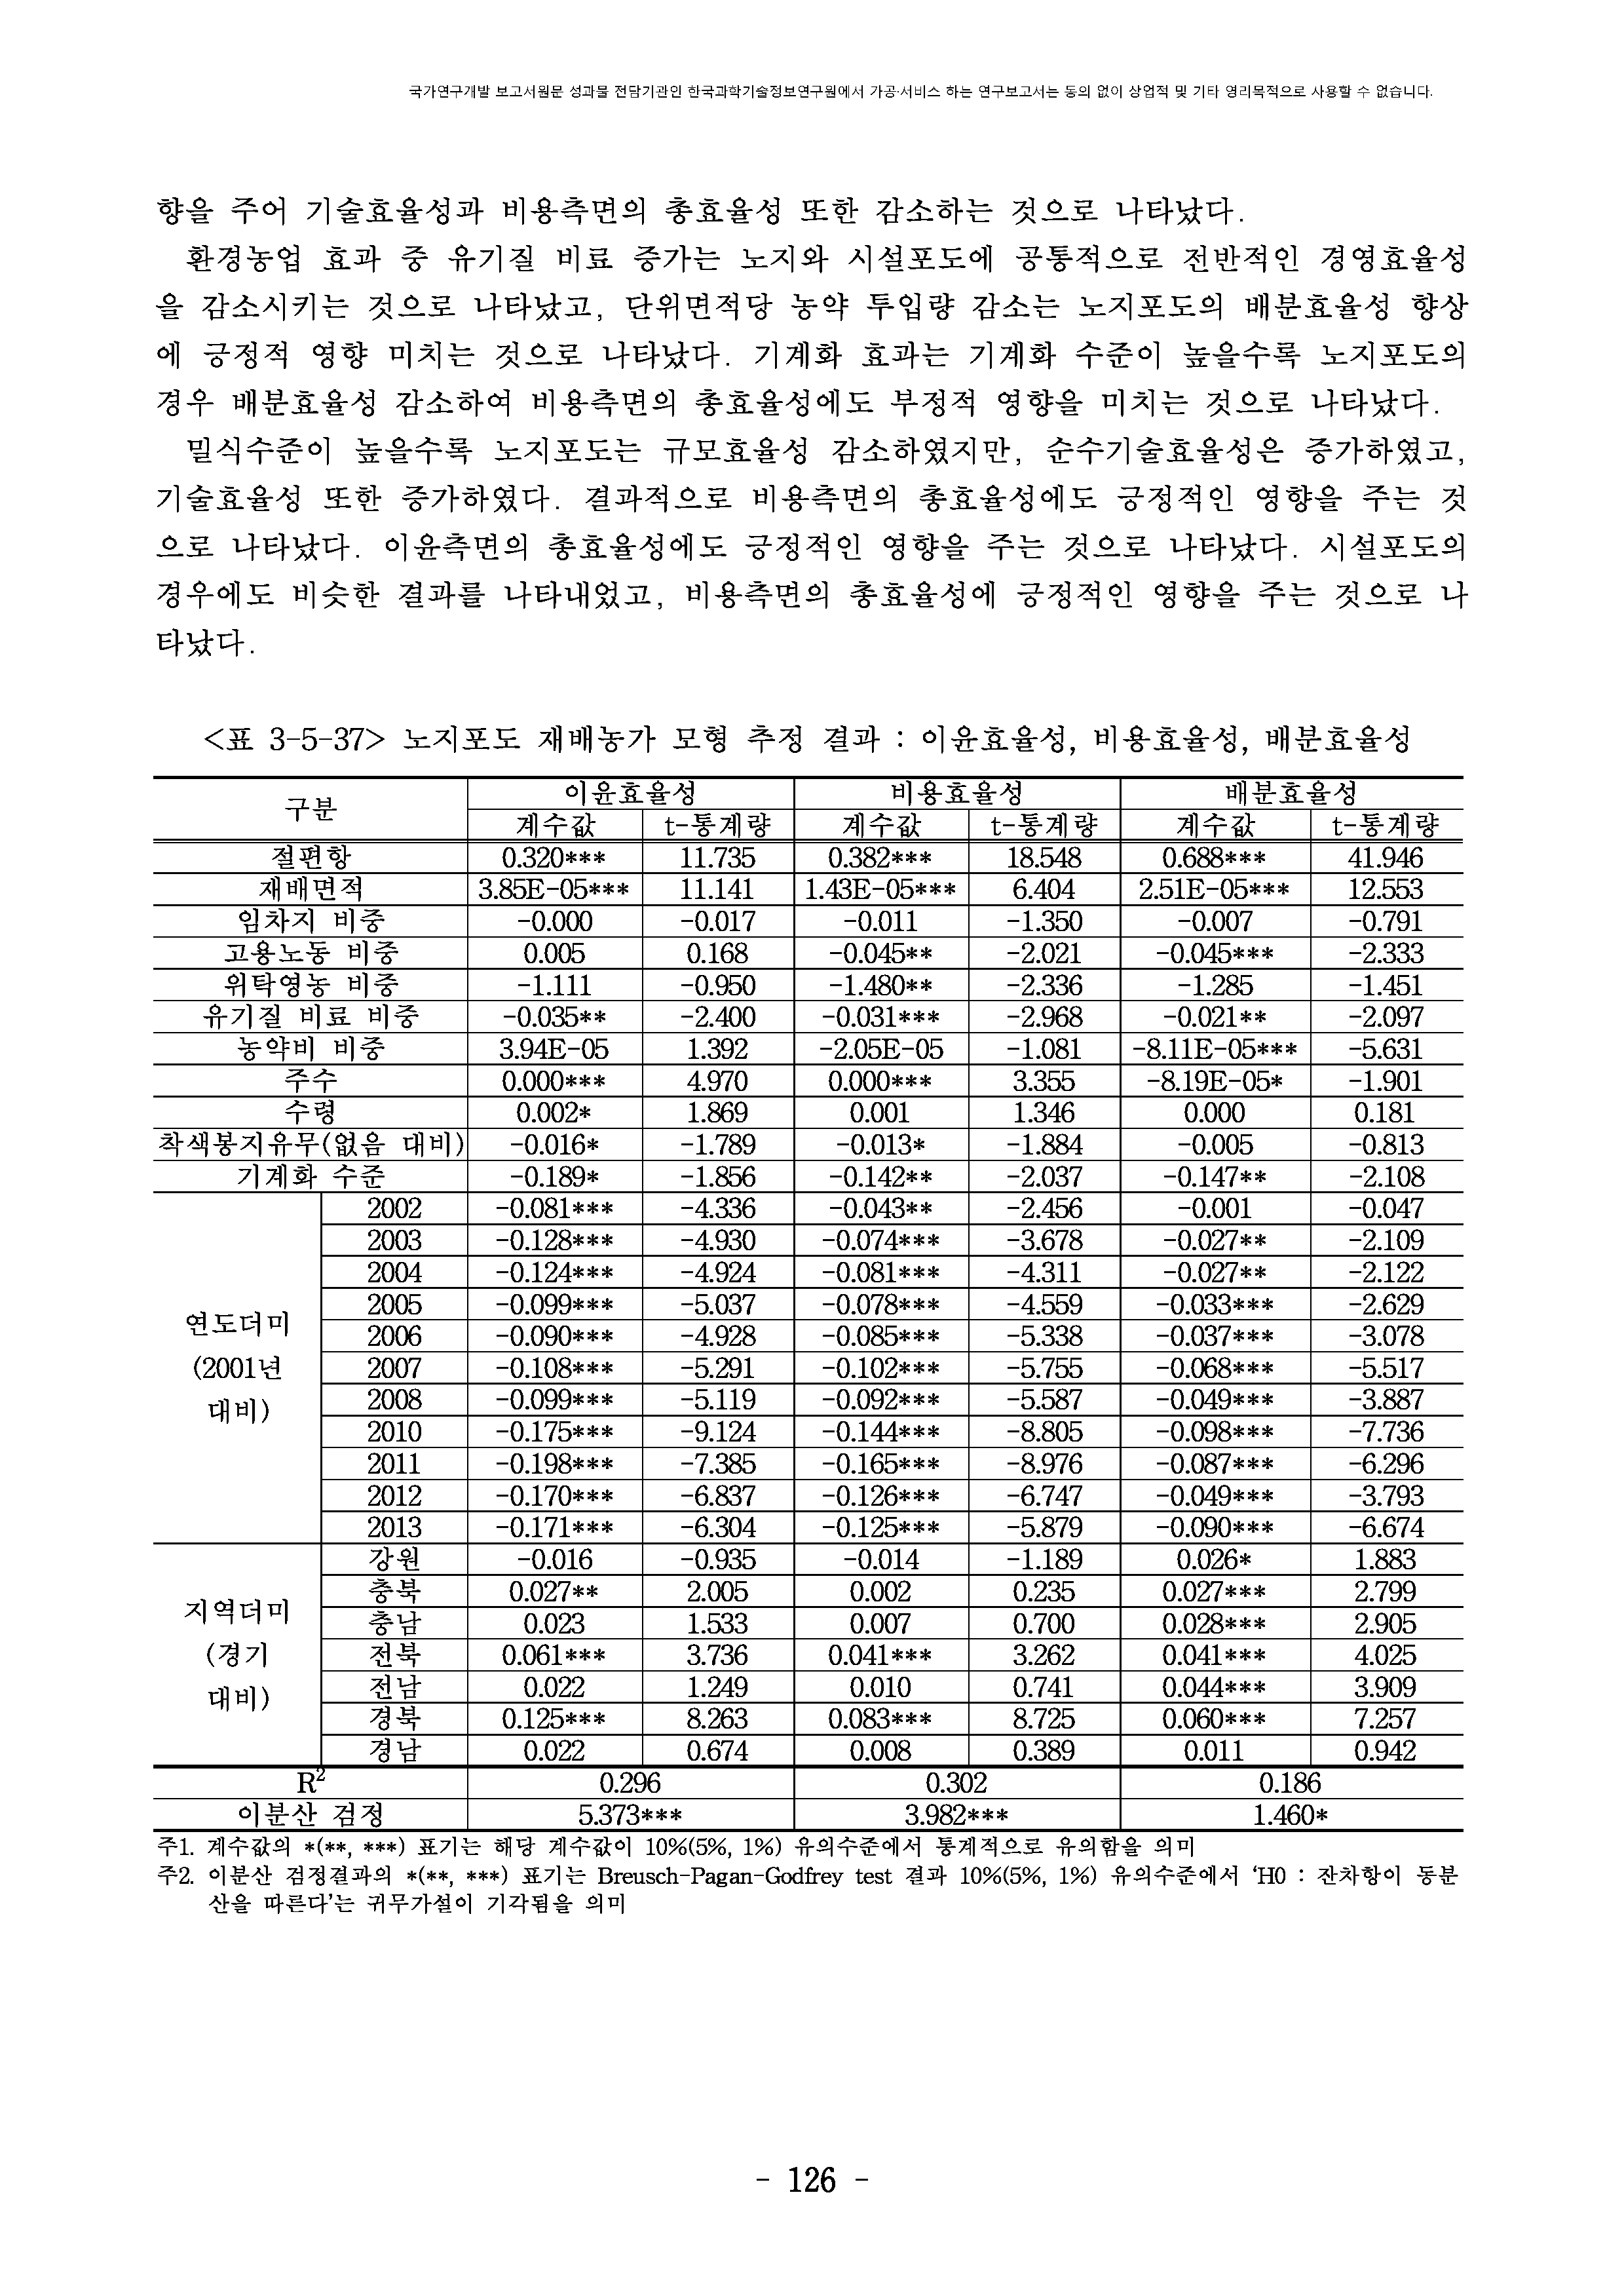 국가연구개발 보고서원문 성과물 전담기관인 한국과학기술정보연구원에서 가공·서비스 하는 연구보고서는 동의 없이 상업적 및 기타 영리목적으로 사용할 수 없습니다.
향을 주어 기술효율성과 비용측면의 총효율성 또한 감소하는 것으로 나타났다.
환경농업 효과 중 유기질 비료 증가는 노지와 시설포도에 공통적으로 전반적인 경영효율성
을 감소시키는 것으로 나타났고, 단위면적당 농약 투입량 감소는 노지포도의 배분효율성 향상
에 긍정적 영향 미치는 것으로 나타났다. 기계화 효과는 기계화 수준이 높을수록 노지포도의
경우 배분효율성 감소하여 비용측면의 총효율성에도 부정적 영향을 미치는 것으로 나타났다.
밀식수준이 높을수록 노지포도는 규모효율성 감소하였지만, 순수기술효율성은 증가하였고,
기술효율성 또한 증가하였다. 결과적으로 비용측면의 총효율성에도 긍정적인 영향을 주는 것
으로 나타났다. 이윤측면의 총효율성에도 긍정적인 영향을 주는 것으로 나타났다. 시설포도의
경우에도 비슷한 결과를 나타내었고, 비용측면의 총효율성에 긍정적인 영향을 주는 것으로 나
타났다.
<표 3-5-37> 노지포도 재배농가 모형 추정 결과 : 이윤효율성, 비용효율성, 배분효율성
구분 이윤효율성 비용효율성 배분효율성
계수값 t-통계량 계수값 t-통계량 계수값 t-통계량
절편항 0.320*** 11.735 0.382*** 18.548 0.688*** 41.946
재배면적 3.85E-05*** 11.141 1.43E-05*** 6.404 2.51E-05*** 12.553
임차지 비중 -0.000 -0.017 -0.011 -1.350 -0.007 -0.791
고용노동 비중 0.005 0.168 -0.045** -2.021 -0.045*** -2.333
위탁영농 비중 -1.111 -0.950 -1.480** -2.336 -1.285 -1.451
유기질 비료 비중 -0.035** -2.400 -0.031*** -2.968 -0.021** -2.097
농약비 비중 3.94E-05 1.392 -2.05E-05 -1.081 -8.11E-05*** -5.631
주수 0.000*** 4.970 0.000*** 3.355 -8.19E-05* -1.901
수령 0.002* 1.869 0.001 1.346 0.000 0.181
착색봉지유무(없음 대비) -0.016* -1.789 -0.013* -1.884 -0.005 -0.813
기계화 수준 -0.189* -1.856 -0.142** -2.037 -0.147** -2.108
연도더미 (2001년 대비)
2002 -0.081*** -4.336 -0.043** -2.456 -0.001 -0.047
2003 -0.128*** -4.930 -0.074*** -3.678 -0.027** -2.109
2004 -0.124*** -4.924 -0.081*** -4.311 -0.027** -2.122
2005 -0.099*** -5.037 -0.078*** -4.559 -0.033*** -2.629
2006 -0.090*** -4.928 -0.085*** -5.338 -0.037*** -3.078
2007 -0.108*** -5.291 -0.102*** -5.755 -0.068*** -5.517
2008 -0.099*** -5.119 -0.092*** -5.587 -0.049*** -3.887
2010 -0.175*** -9.124 -0.144*** -8.805 -0.098*** -7.736
2011 -0.198*** -7.385 -0.165*** -8.976 -0.087*** -6.296
2012 -0.170*** -6.837 -0.126*** -6.747 -0.049*** -3.793
2013 -0.171*** -6.304 -0.125*** -5.879 -0.090*** -6.674
지역더미 (경기 대비)
강원 -0.016 -0.935 -0.014 -1.189 0.026* 1.883
충북 0.027** 2.005 0.002 0.235 0.027*** 2.799
충남 0.023 1.533 0.007 0.700 0.028*** 2.905
전북 0.061*** 3.736 0.041*** 3.262 0.041*** 4.025
전남 0.022 1.249 0.010 0.741 0.044*** 3.909
경북 0.125*** 8.263 0.083*** 8.725 0.060*** 7.257
경남 0.022 0.674 0.008 0.389 0.011 0.942
R² 0.296 0.302 0.186
이분산 검정 5.373*** 3.982*** 1.460*
주1. 계수값의 *(**, ***) 표기는 해당 계수값이 10%(5%, 1%) 유의수준에서 통계적으로 유의함을 의미
주2. 이분산 검정결과의 *(**, ***) 표기는 Breusch-Pagan-Godfrey test 결과 10%(5%, 1%) 유의수준에서 ‘H0 : 잔차항이 동분
산을 따른다’는 귀무가설이 기각됨을 의미
- 126 -